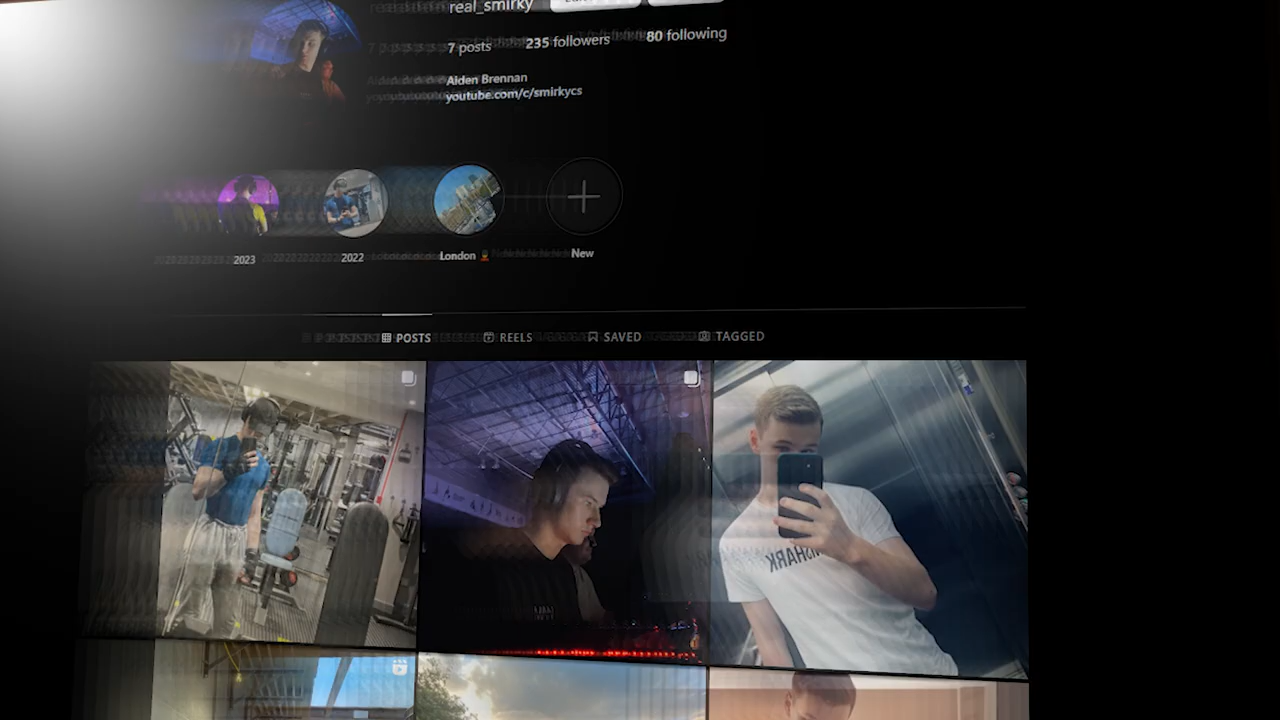 real_smirky
7 posts 235 followers 80 following
Aiden Brennan
youtube.com/c/smirkycs
2023 2022 London New
POSTS REELS SAVED TAGGED